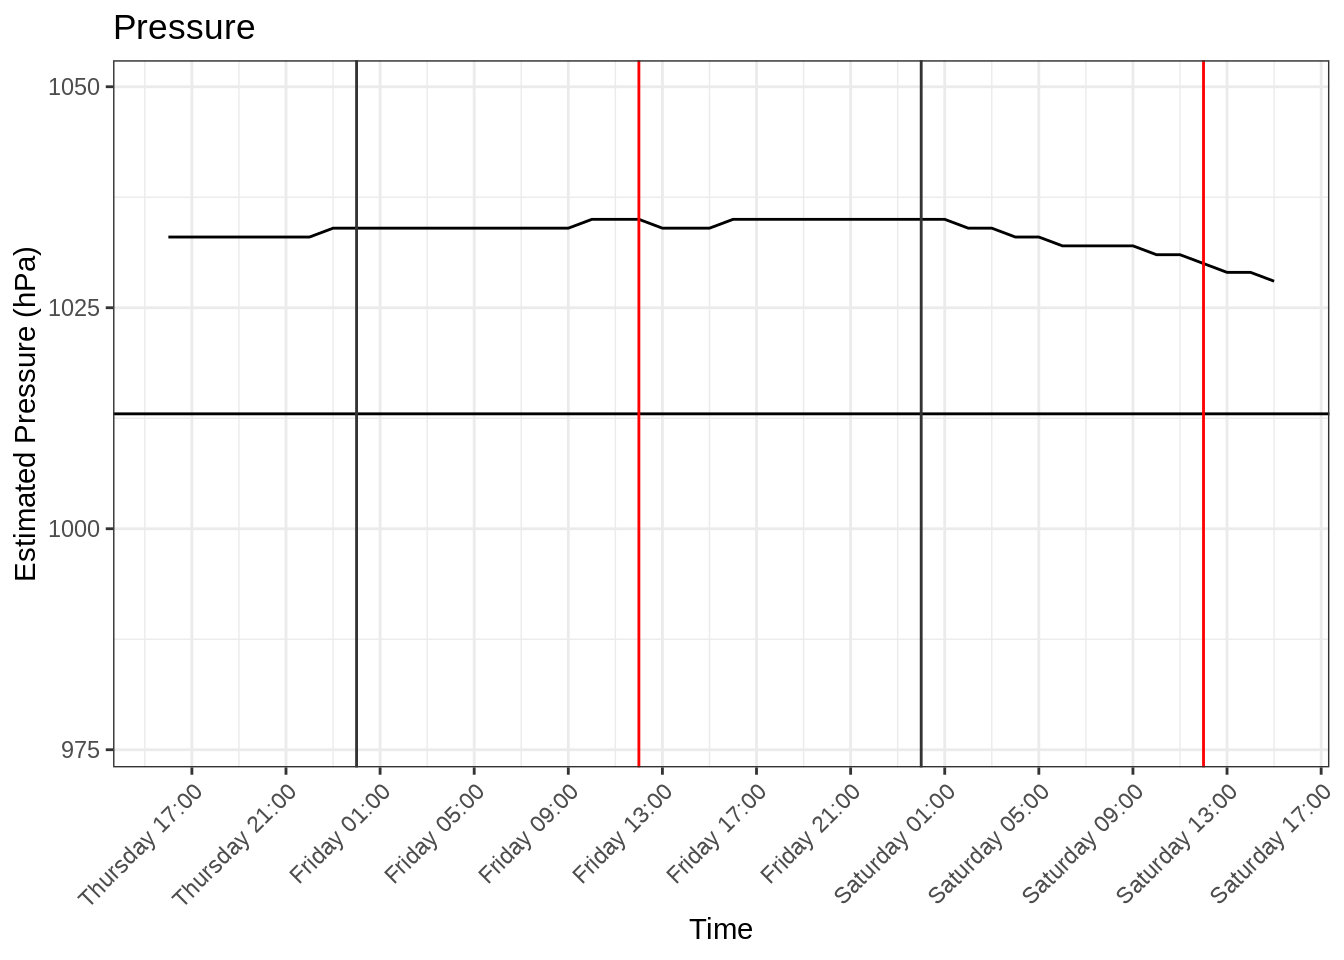 Pressure
1050
1025
1000
975
Estimated Pressure (hPa)
Thursday 17:00
Thursday 21:00
Friday 01:00
Friday 05:00
Friday 09:00
Friday 13:00
Friday 17:00
Friday 21:00
Saturday 01:00
Saturday 05:00
Saturday 09:00
Saturday 13:00
Saturday 17:00
Time